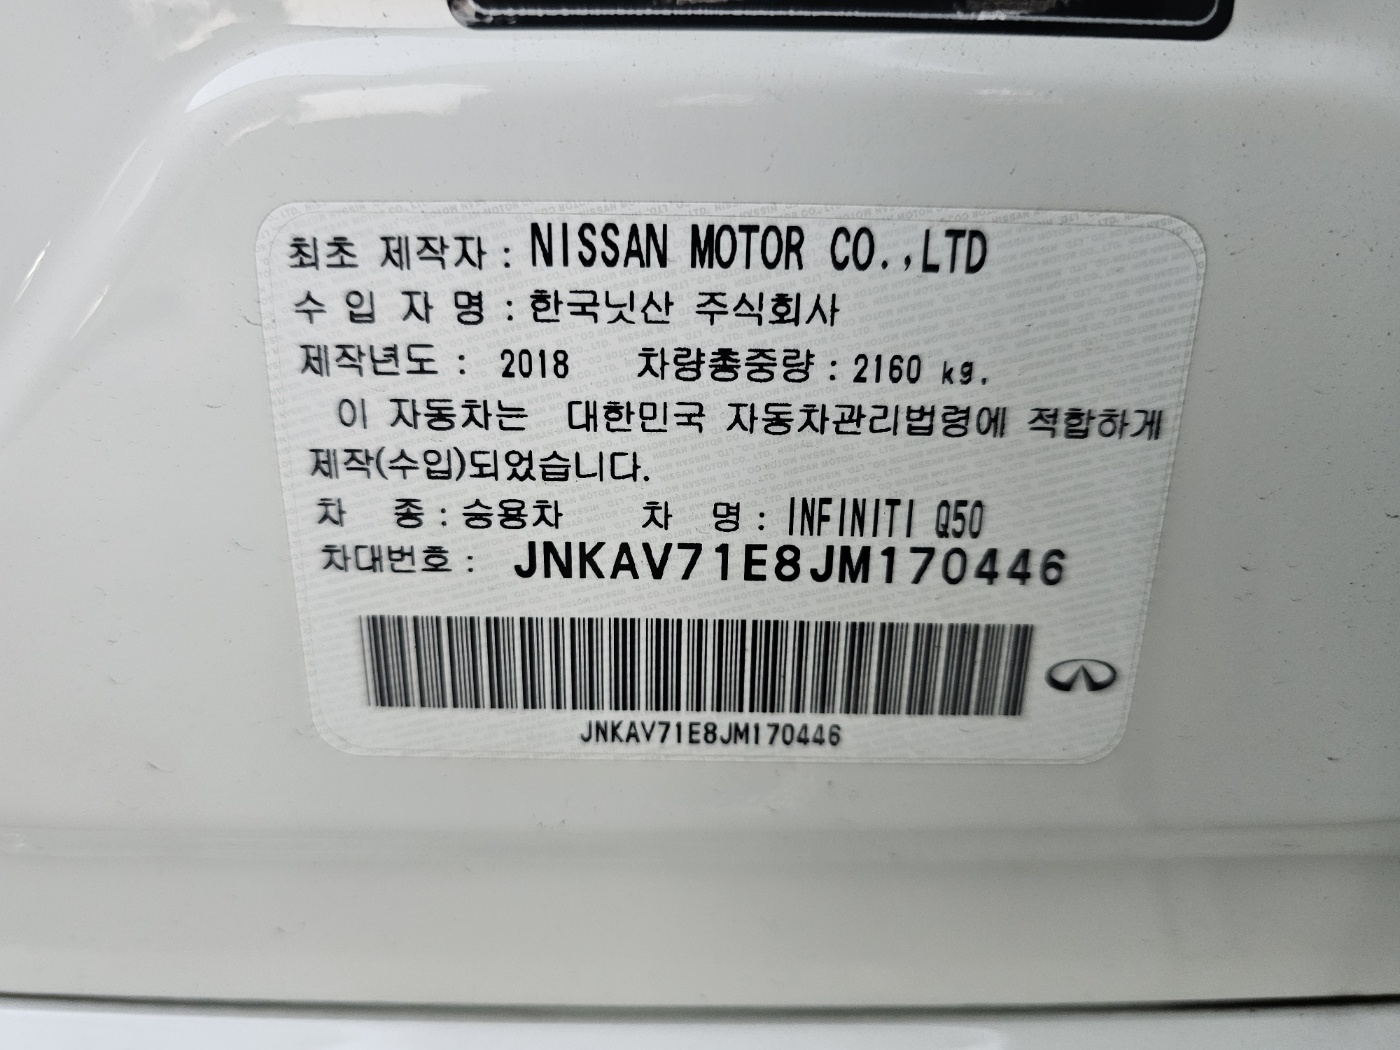 최초 제작자 : NISSAN MOTOR CO.,LTD
수 입 자 명 : 한국닛산 주식회사
제작년도 : 2018 차량총중량 : 2160 kg.
이 자동차는 대한민국 자동차관리법령에 적합하게
제작(수입)되었습니다.
차 종 : 승용차 차 명 : INFINITI Q50
차대번호 : JNKAV71E8JM170446
JNKAV71E8JM170446